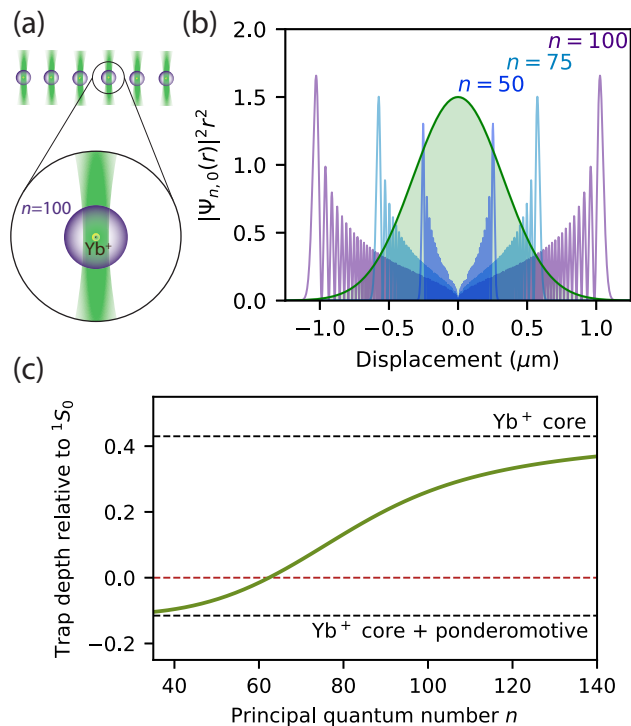 (a)
n=100
Yb⁺
(b)
|Ψn,0(r)|²r²
2.0
1.5
1.0
0.5
0.0
n = 100
n = 75
n = 50
−1.0 −0.5 0.0 0.5 1.0
Displacement (μm)
(c)
Trap depth relative to ¹S₀
0.4
0.2
0.0
−0.2
Yb⁺ core
Yb⁺ core + ponderomotive
40 60 80 100 120 140
Principal quantum number n